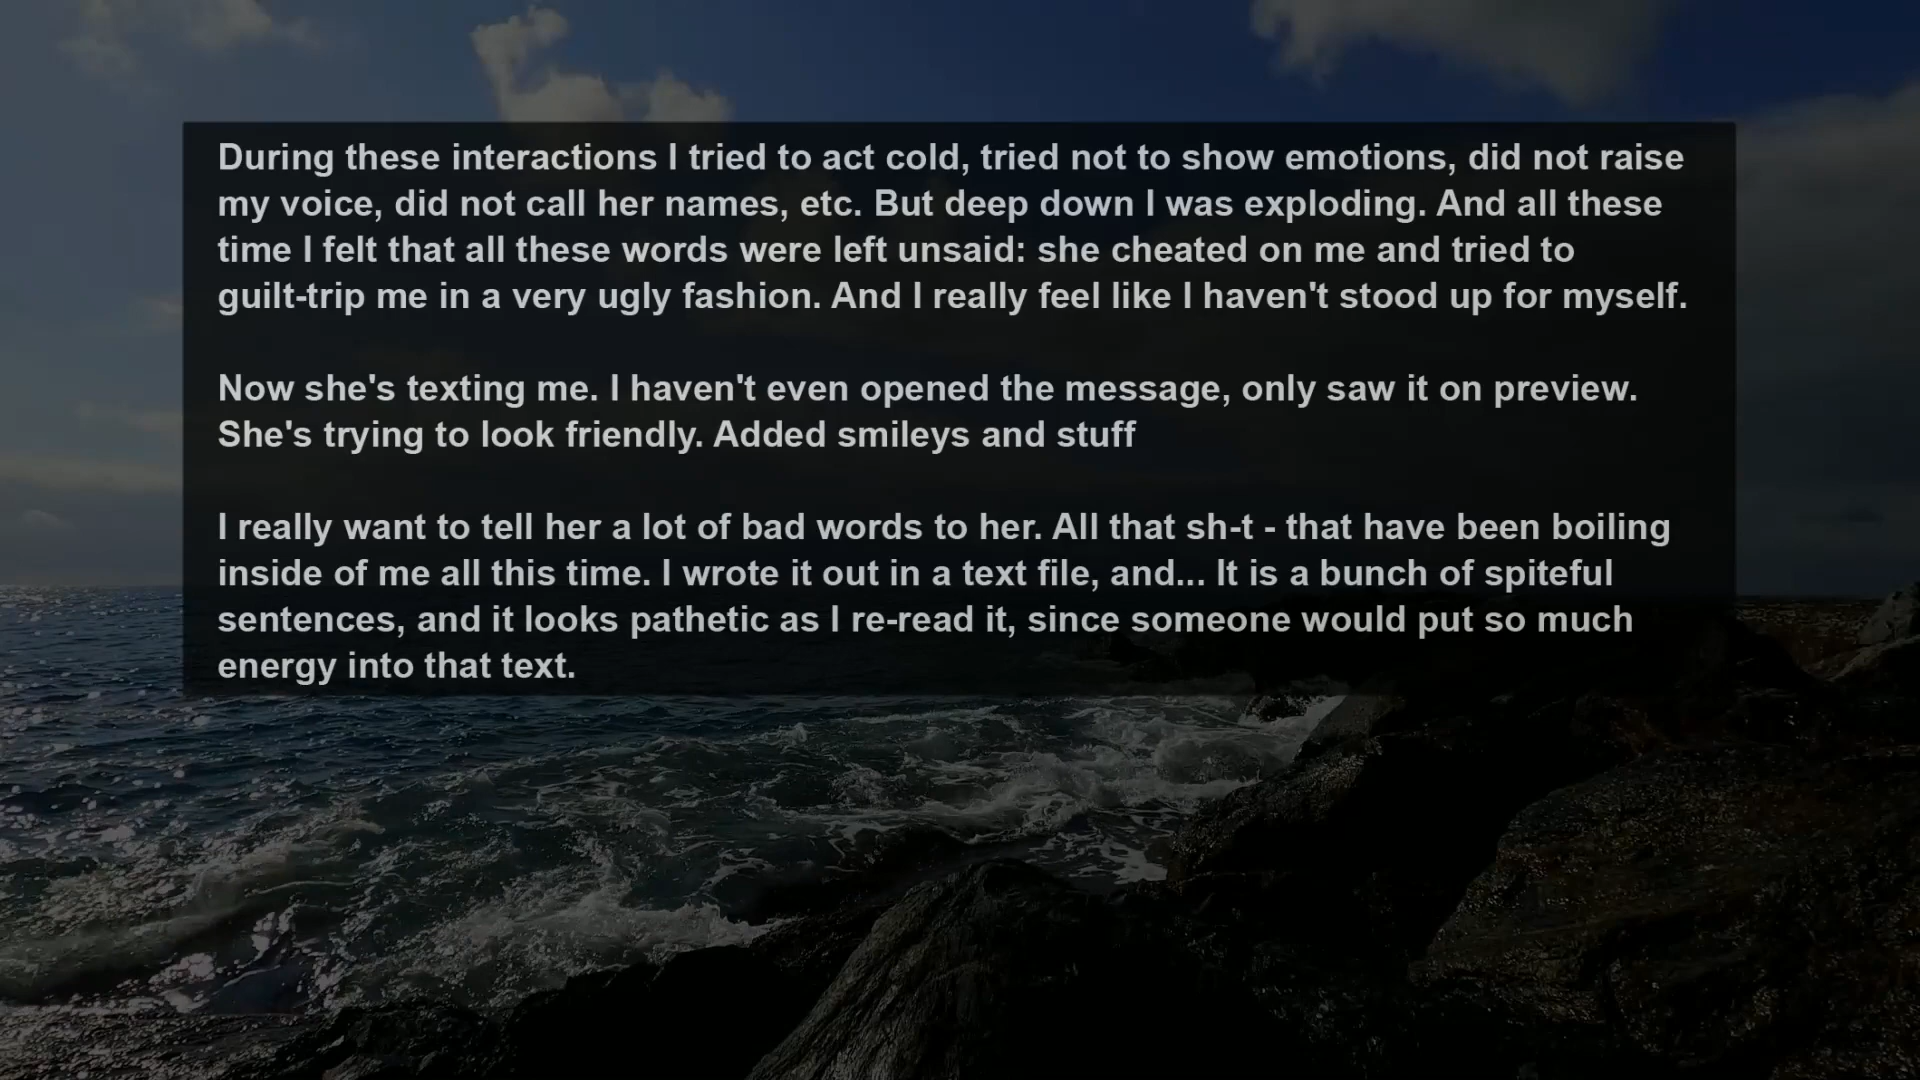 During these interactions I tried to act cold, tried not to show emotions, did not raise
my voice, did not call her names, etc. But deep down I was exploding. And all these
time I felt that all these words were left unsaid: she cheated on me and tried to
guilt-trip me in a very ugly fashion. And I really feel like I haven't stood up for myself.
Now she's texting me. I haven't even opened the message, only saw it on preview.
She's trying to look friendly. Added smileys and stuff
I really want to tell her a lot of bad words to her. All that sh-t - that have been boiling
inside of me all this time. I wrote it out in a text file, and... It is a bunch of spiteful
sentences, and it looks pathetic as I re-read it, since someone would put so much
energy into that text.